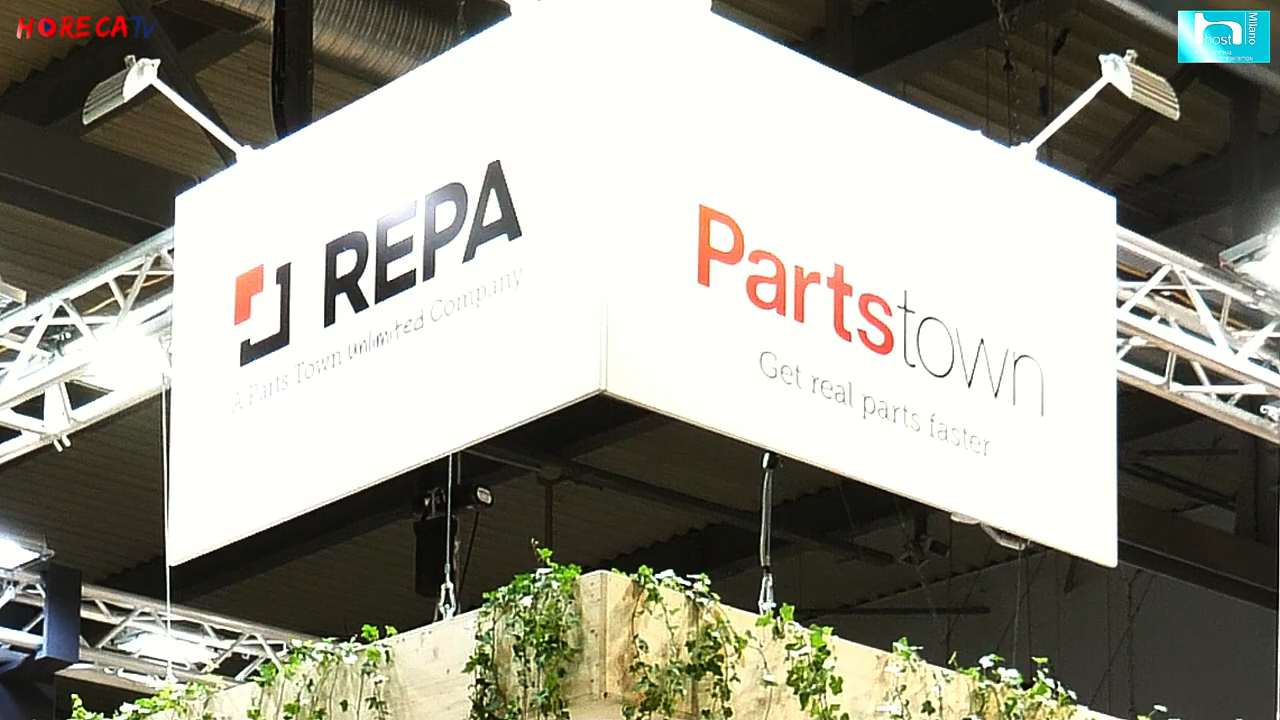 HORECATV
host
Milano
REPA
A Parts Town Unlimited Company
Partstown
Get real parts faster